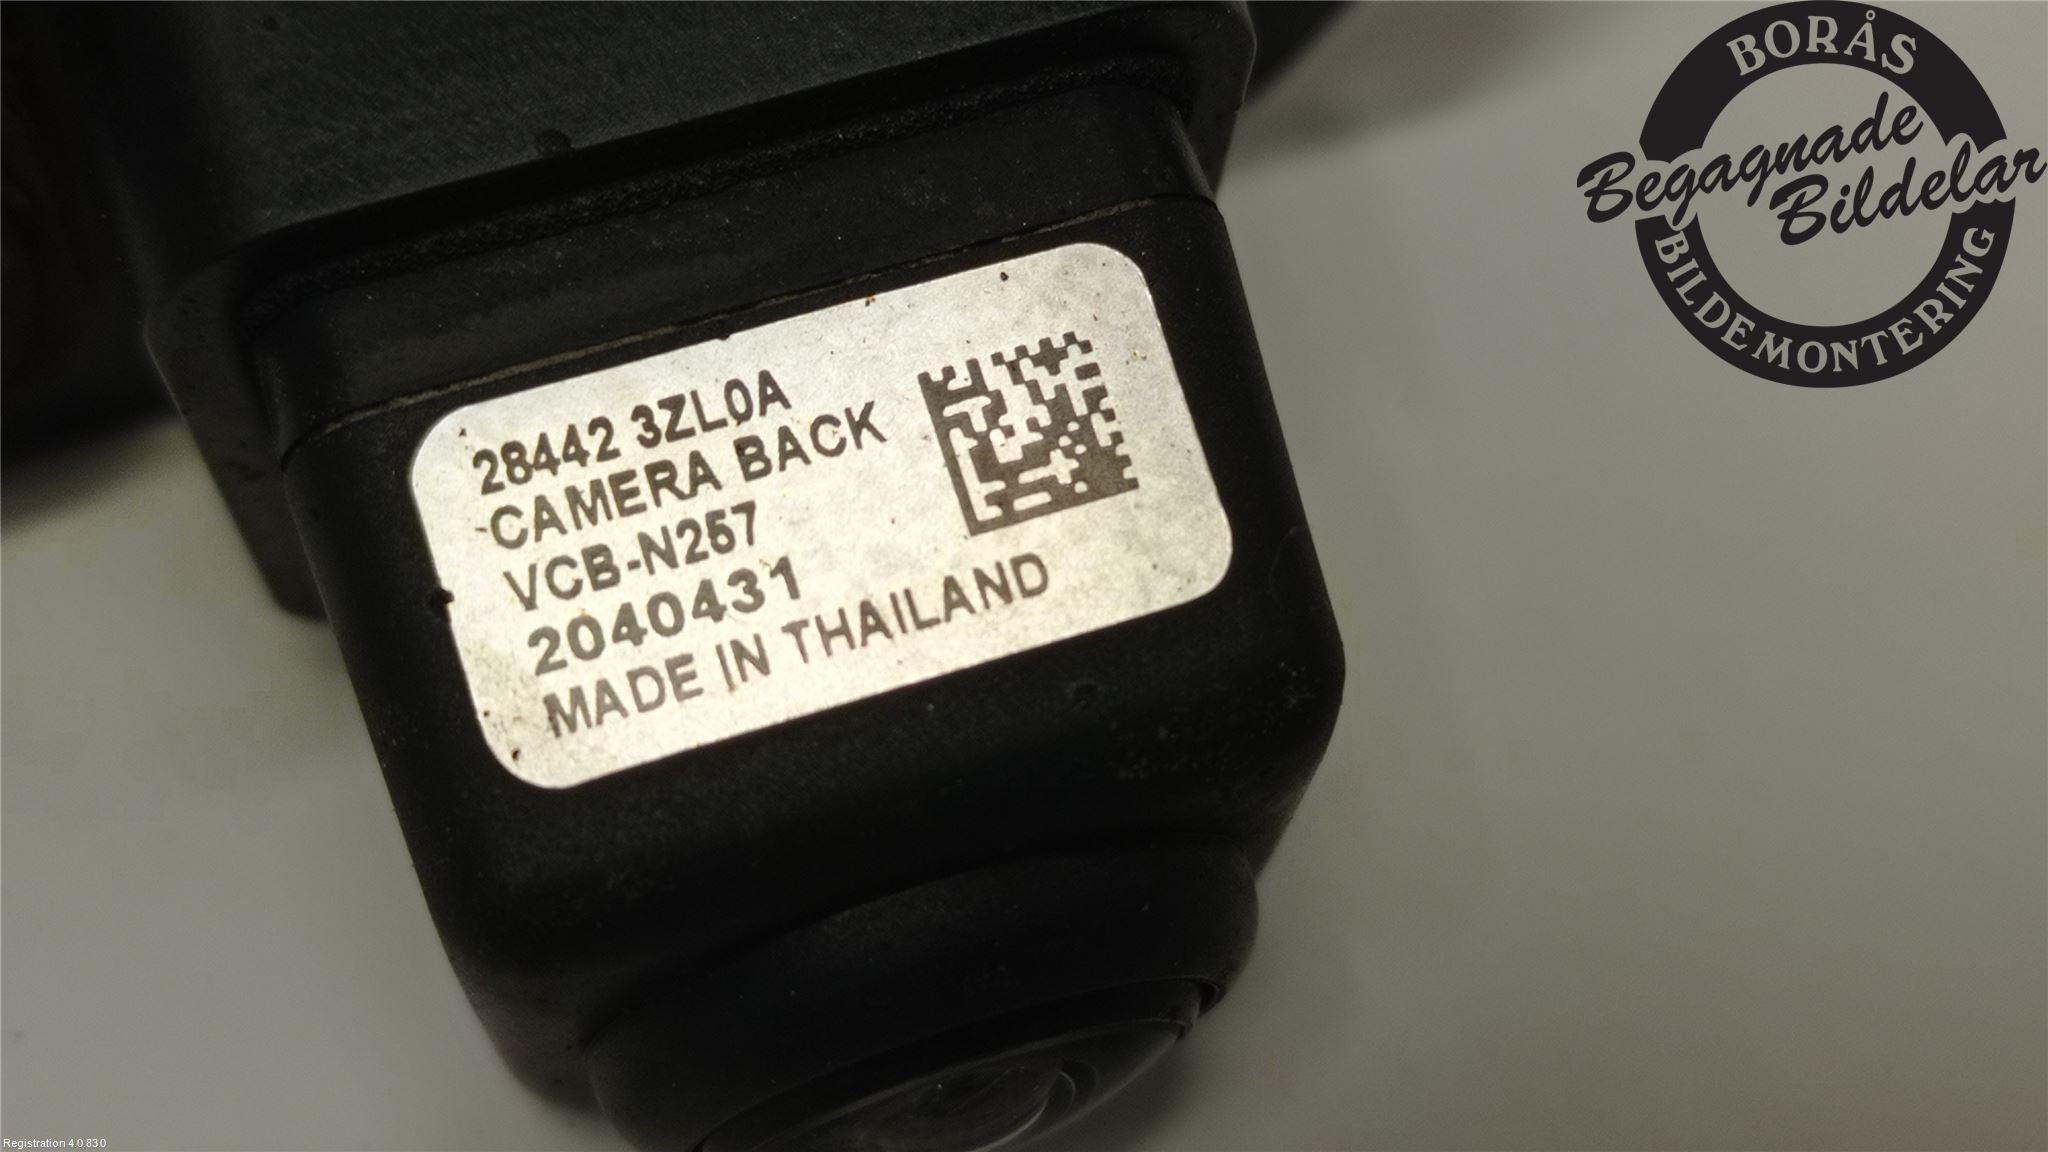 28442 3ZL0A
CAMERA BACK
VCB-N257
2040431
MADE IN THAILAND
BORÅS
Begagnade
Bildelar
BILDEMONTERING
Registration 4.0.83.0